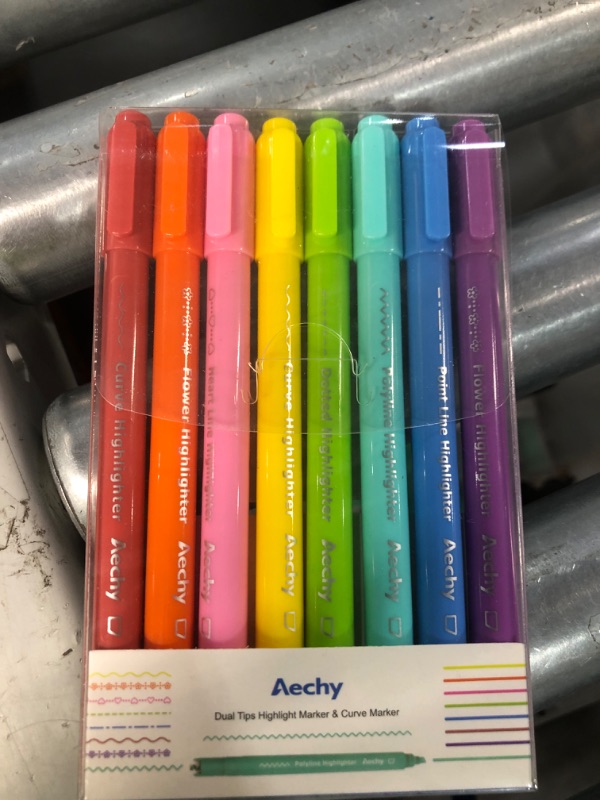 Curve Highlighter Aechy
Flower Highlighter Aechy
Heart Line Highlighter Aechy
Curve Highlighter Aechy
Dotted Highlighter Aechy
Polyline Highlighter Aechy
Point Line Highlighter Aechy
Flower Highlighter Aechy
Aechy
Dual Tips Highlight Marker & Curve Marker
Polyline Highlighter Aechy